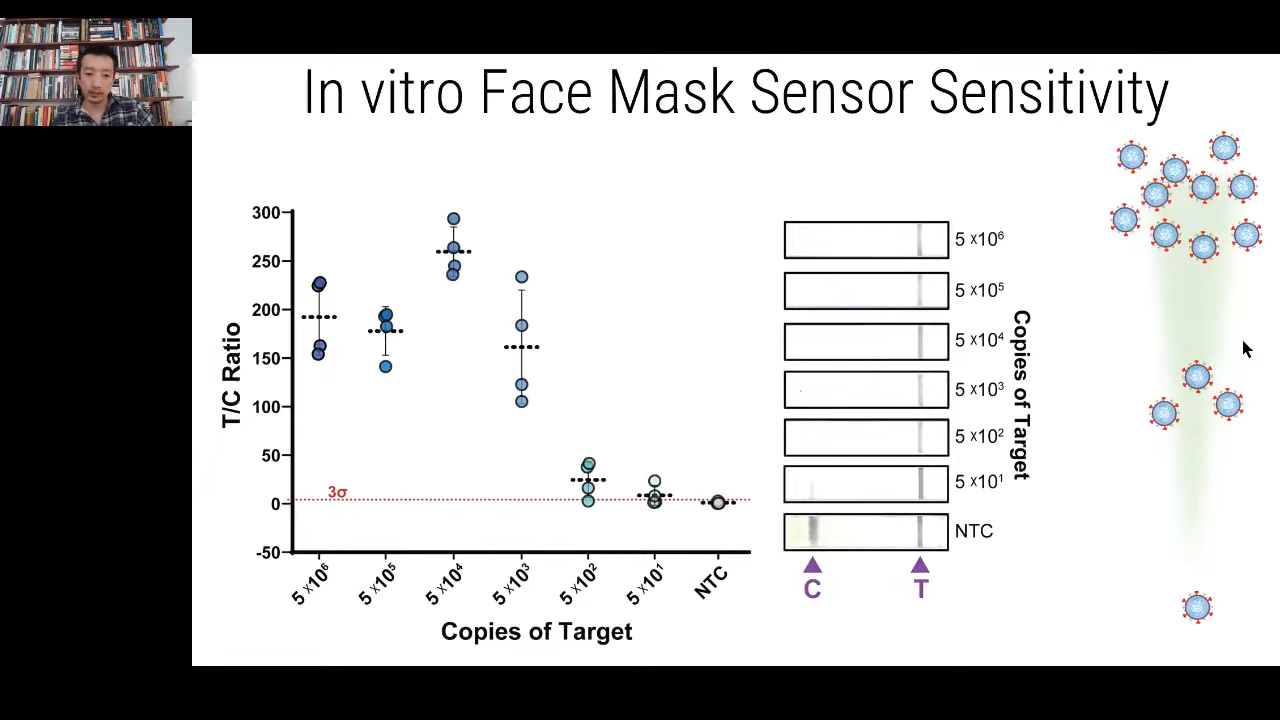 In vitro Face Mask Sensor Sensitivity
T/C Ratio
300
250
200
150
100
50
0
-50
3σ
5 x10⁶
5 x10⁵
5 x10⁴
5 x10³
5 x10²
5 x10¹
NTC
Copies of Target
5 x10⁶
5 x10⁵
5 x10⁴
5 x10³
5 x10²
5 x10¹
NTC
Copies of Target
C
T